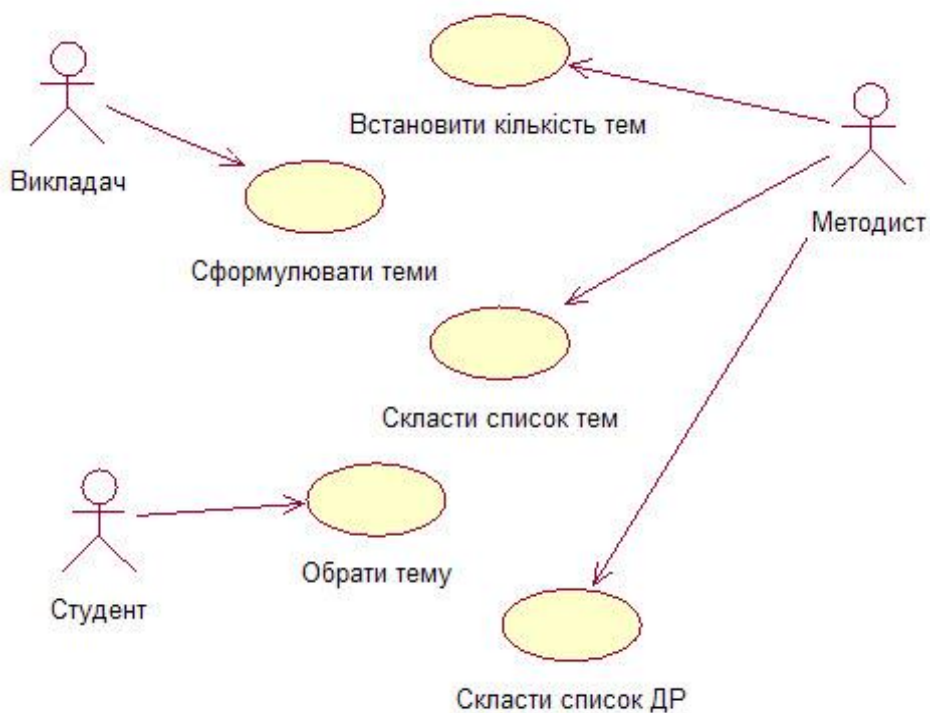 Встановити кількість тем
Викладач
Методист
Сформулювати теми
Скласти список тем
Обрати тему
Студент
Скласти список ДР